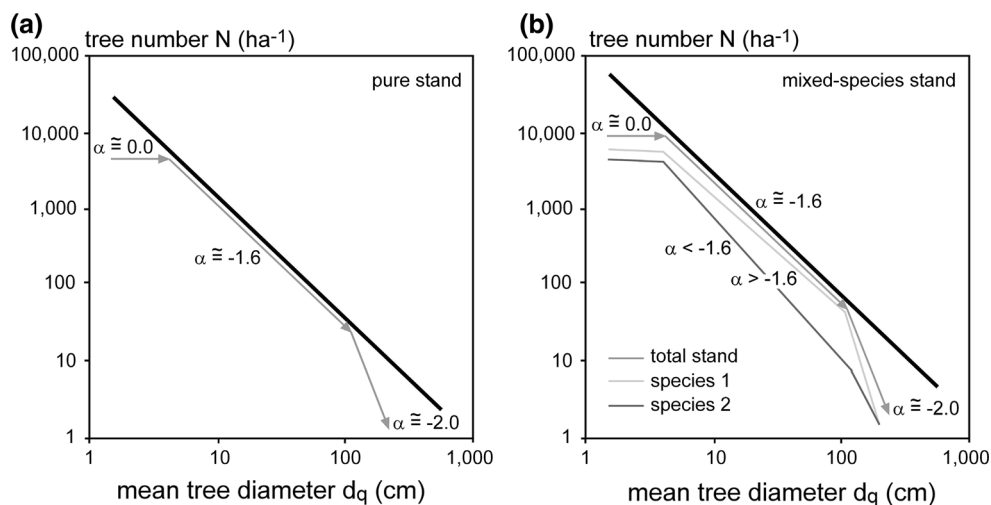 (a)
tree number N (ha-1)
100,000
10,000
1,000
100
10
1
pure stand
α ≅ 0.0
α ≅ -1.6
α ≅ -2.0
1
10
100
1,000
mean tree diameter dq (cm)
(b)
tree number N (ha-1)
100,000
10,000
1,000
100
10
1
mixed-species stand
α ≅ 0.0
α ≅ -1.6
α < -1.6
α > -1.6
total stand
species 1
species 2
α ≅ -2.0
1
10
100
1,000
mean tree diameter dq (cm)